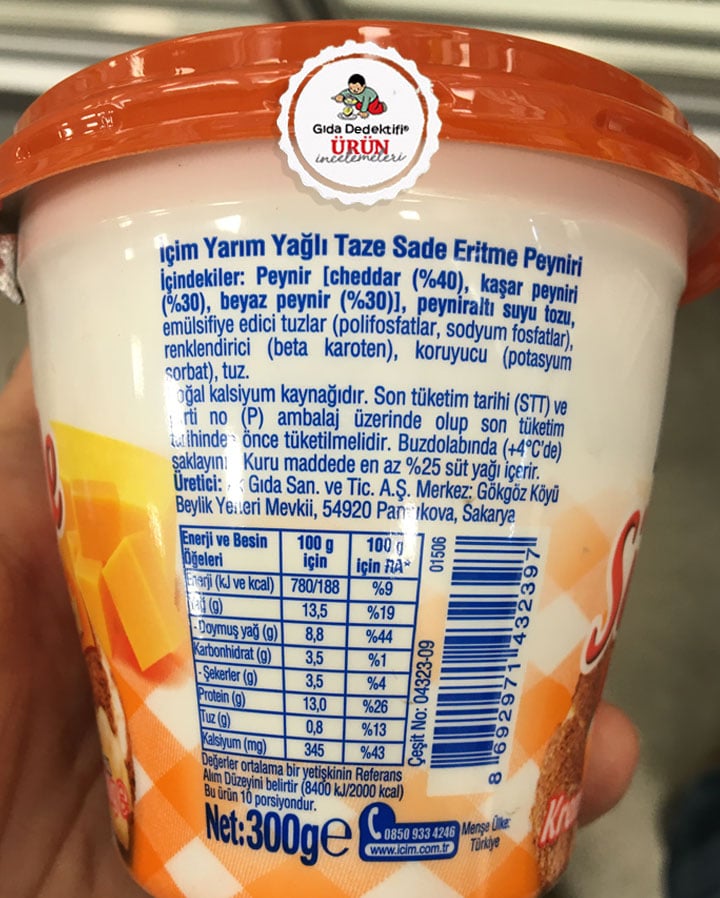 Gıda Dedektifi®
ÜRÜN
incelemeleri
İçim Yarım Yağlı Taze Sade Eritme Peyniri
İçindekiler: Peynir [cheddar (%40), kaşar peyniri
(%30), beyaz peynir (%30)], peyniraltı suyu tozu,
emülsifye edici tuzlar (polifosfatlar, sodyum fosfatlar),
renklendirici (beta karoten), koruyucu (potasyum
sorbat), tuz.
oğal kalsiyum kaynağıdır. Son tüketim tarihi (STT) ve
rti no (P) ambalaj üzerinde olup son tüketim
tarihinden önce tüketilmelidir. Buzdolabında (+4°C'de)
saklayın. Kuru maddede en az %25 süt yağı içerir.
Üretici: Gıda San. ve Tic. A.Ş. Merkez: Gökgöz Köyü
Beylik Yerleri Mevkii, 54920 Pamukova, Sakarya
Enerji ve Besin Öğeleri 100 g için 100 g için RA*
Enerji (kJ ve kcal) 780/188 %9
Yağ (g) 13,5 %19
- Doymuş yağ (g) 8,8 %44
Karbonhidrat (g) 3,5 %1
- Şekerler (g) 3,5 %4
Protein (g) 13,0 %26
Tuz (g) 0,8 %13
Kalsiyum (mg) 345 %43
Değerler ortalama bir yetişkinin Referans
Alım Düzeyini belirtir (8400 kJ/2000 kcal)
Bu ürün 10 porsiyondur.
Net:300g e
0850 933 4246
www.icim.com.tr
Menşe Ülke:
Türkiye
Çeşit No: 04323-09
01506
8 692971 432397